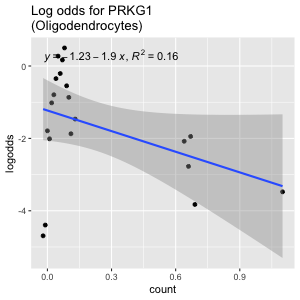 Log odds for PRKG1
(Oligodendrocytes)
y = −1.23−1.9 x, R² = 0.16
0
-2
-4
logodds
0.0 0.3 0.6 0.9
count